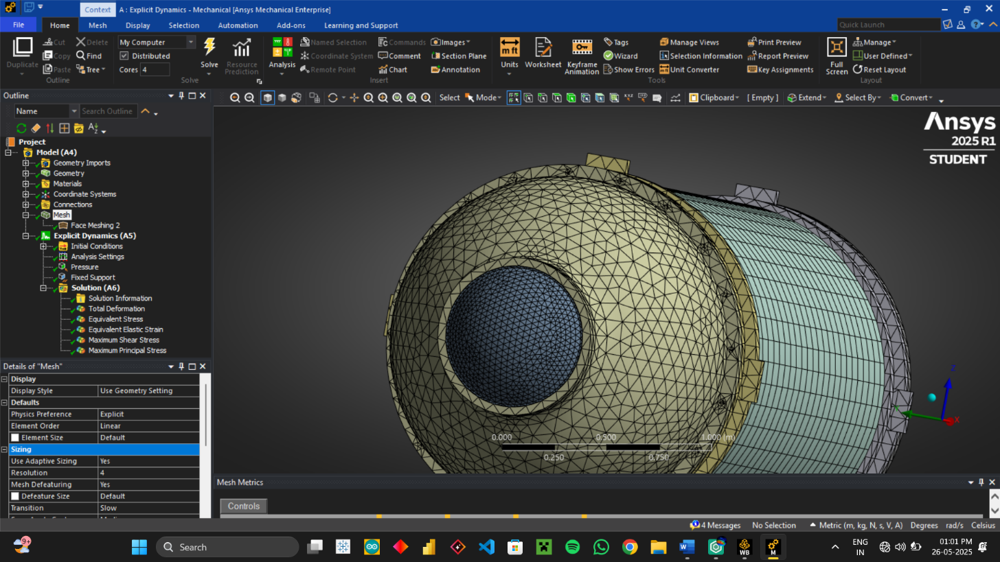 Context A : Explicit Dynamics - Mechanical [Ansys Mechanical Enterprise]
File Home Mesh Display Selection Automation Add-ons Learning and Support Quick Launch
Duplicate Cut Copy Paste Delete Find Tree
Outline
My Computer
Distributed
Cores 4
Solve Resource Prediction
Solve
Analysis Named Selection Coordinate System Remote Point Commands Comment Chart Images Section Plane Annotation
Insert
Units Worksheet Keyframe Animation Tags Wizard Show Errors Manage Views Selection Information Unit Converter Print Preview Report Preview Key Assignments
Tools
Full Screen Manage User Defined Reset Layout
Layout
Outline
Select Mode Clipboard [ Empty ] Extend Select By Convert
Name Search Outline
Project
Model (A4)
Geometry Imports
Geometry
Materials
Coordinate Systems
Connections
Mesh
Face Meshing 2
Explicit Dynamics (A5)
Initial Conditions
Analysis Settings
Pressure
Fixed Support
Solution (A6)
Solution Information
Total Deformation
Equivalent Stress
Equivalent Elastic Strain
Maximum Shear Stress
Maximum Principal Stress
Details of "Mesh"
Display
Display Style Use Geometry Setting
Defaults
Physics Preference Explicit
Element Order Linear
Element Size Default
Sizing
Use Adaptive Sizing Yes
Resolution 4
Mesh Defeaturing Yes
Defeature Size Default
Transition Slow
Ansys
2025 R1
STUDENT
Z
X
0.000 0.500 1.000 (m)
0.250 0.750
Mesh Metrics
Controls
4 Messages No Selection Metric (m, kg, N, s, V, A) Degrees rad/s Celsius
9+
Search
WB
M
ENG
IN
01:01 PM
26-05-2025